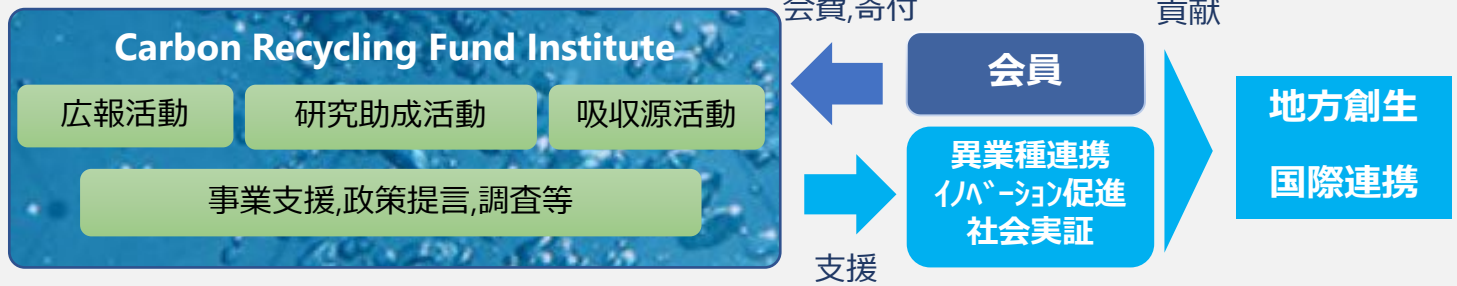 会費,寄付
貢献
Carbon Recycling Fund Institute
会員
広報活動
研究助成活動
吸収源活動
地方創生
異業種連携
ｲﾉﾍﾞｰｼｮﾝ促進
社会実証
国際連携
事業支援,政策提言,調査等
支援